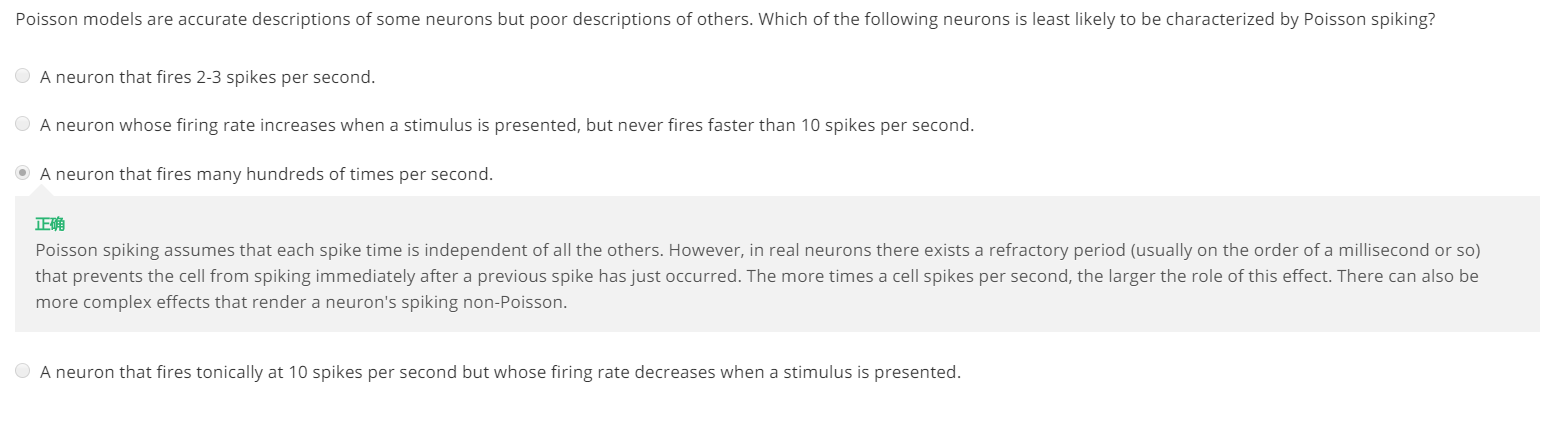 Poisson models are accurate descriptions of some neurons but poor descriptions of others. Which of the following neurons is least likely to be characterized by Poisson spiking?
A neuron that fires 2-3 spikes per second.
A neuron whose firing rate increases when a stimulus is presented, but never fires faster than 10 spikes per second.
A neuron that fires many hundreds of times per second.
正确
Poisson spiking assumes that each spike time is independent of all the others. However, in real neurons there exists a refractory period (usually on the order of a millisecond or so)
that prevents the cell from spiking immediately after a previous spike has just occurred. The more times a cell spikes per second, the larger the role of this effect. There can also be
more complex effects that render a neuron's spiking non-Poisson.
A neuron that fires tonically at 10 spikes per second but whose firing rate decreases when a stimulus is presented.